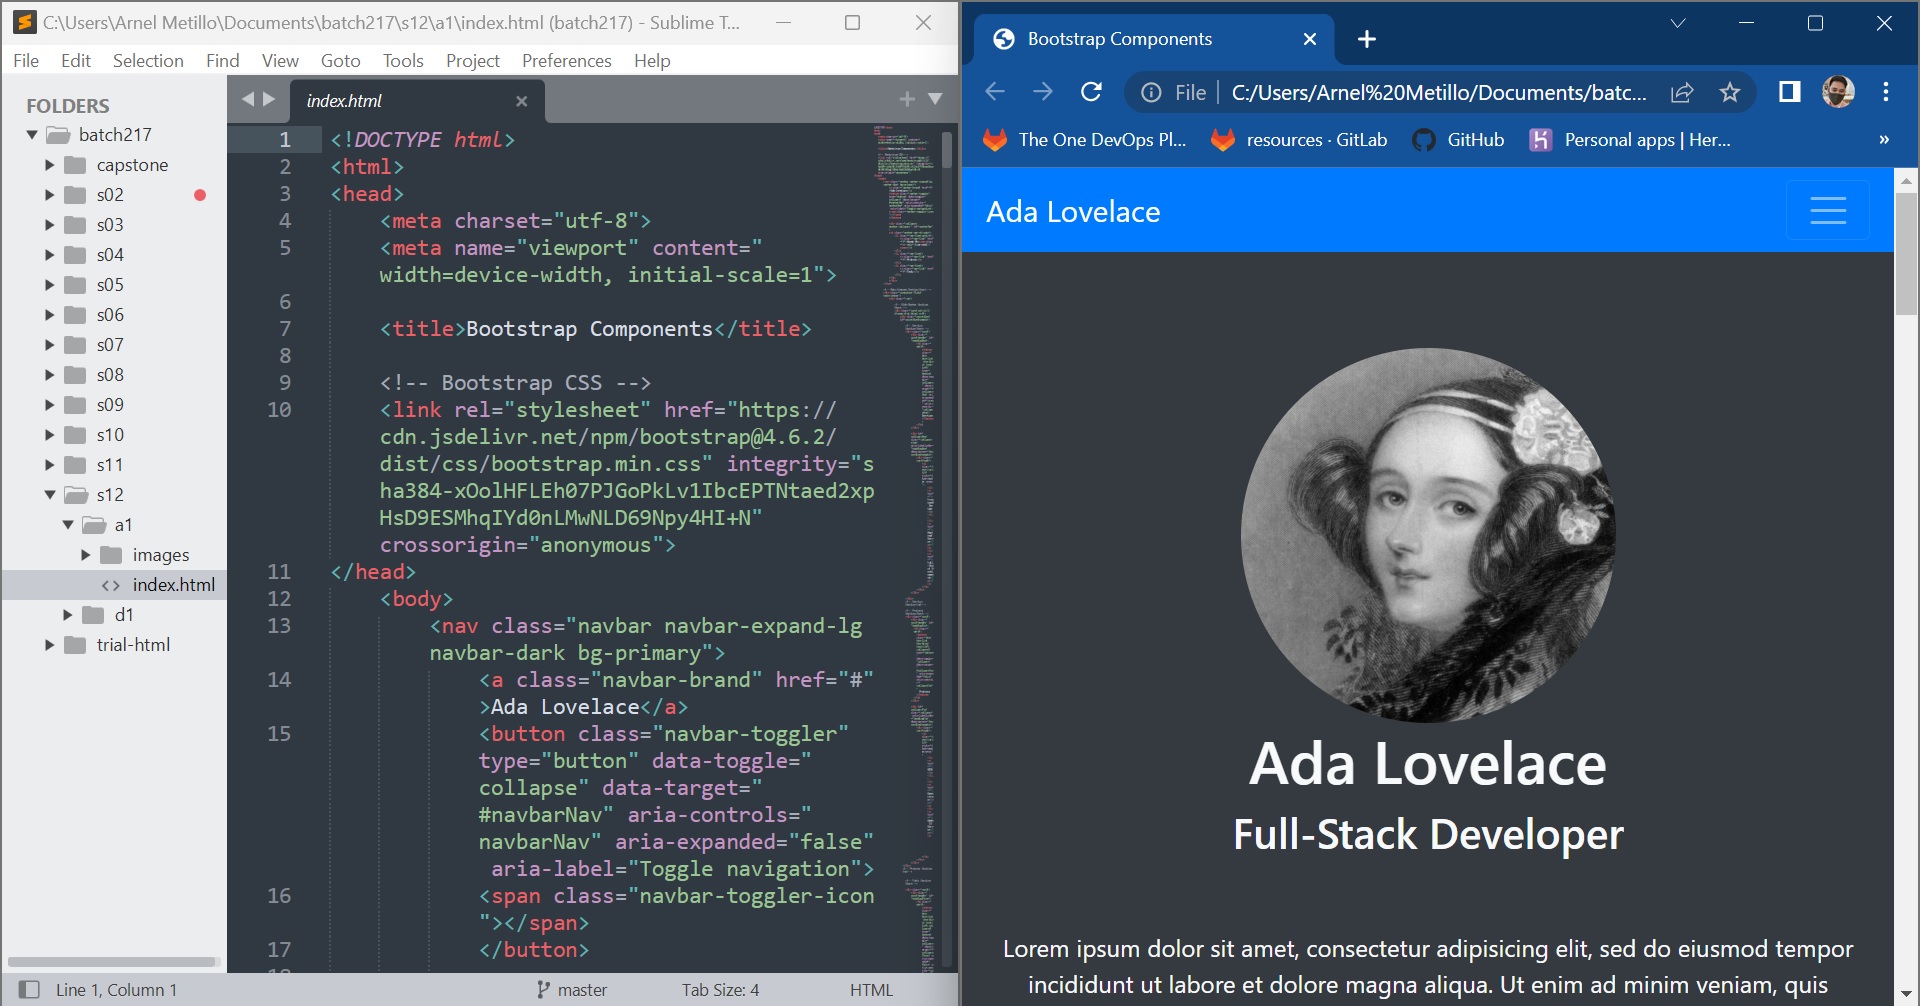 C:\Users\Arnel Metillo\Documents\batch217\s12\a1\index.html (batch217) - Sublime T...
File Edit Selection Find View Goto Tools Project Preferences Help
FOLDERS
batch217
capstone
s02
s03
s04
s05
s06
s07
s08
s09
s10
s11
s12
a1
images
index.html
d1
trial-html
index.html
1 <!DOCTYPE html>
2 <html>
3 <head>
4 <meta charset="utf-8">
5 <meta name="viewport" content="
width=device-width, initial-scale=1">
6
7 <title>Bootstrap Components</title>
8
9 <!-- Bootstrap CSS -->
10 <link rel="stylesheet" href="https://
cdn.jsdelivr.net/npm/bootstrap@4.6.2/
dist/css/bootstrap.min.css" integrity="s
ha384-xOolHFLEh07PJGoPkLv1IbcEPTNtaed2xp
HsD9ESMhqIYd0nLMwNLD69Npy4HI+N"
crossorigin="anonymous">
11 </head>
12 <body>
13 <nav class="navbar navbar-expand-lg
navbar-dark bg-primary">
14 <a class="navbar-brand" href="#"
>Ada Lovelace</a>
15 <button class="navbar-toggler"
type="button" data-toggle="
collapse" data-target="
#navbarNav" aria-controls="
navbarNav" aria-expanded="false"
aria-label="Toggle navigation">
16 <span class="navbar-toggler-icon
"></span>
17 </button>
Line 1, Column 1 master Tab Size: 4 HTML
Bootstrap Components
File C:/Users/Arnel%20Metillo/Documents/batc...
The One DevOps Pl... resources · GitLab GitHub Personal apps | Her... »
Ada Lovelace
Ada Lovelace
Full-Stack Developer
Lorem ipsum dolor sit amet, consectetur adipisicing elit, sed do eiusmod tempor
incididunt ut labore et dolore magna aliqua. Ut enim ad minim veniam, quis